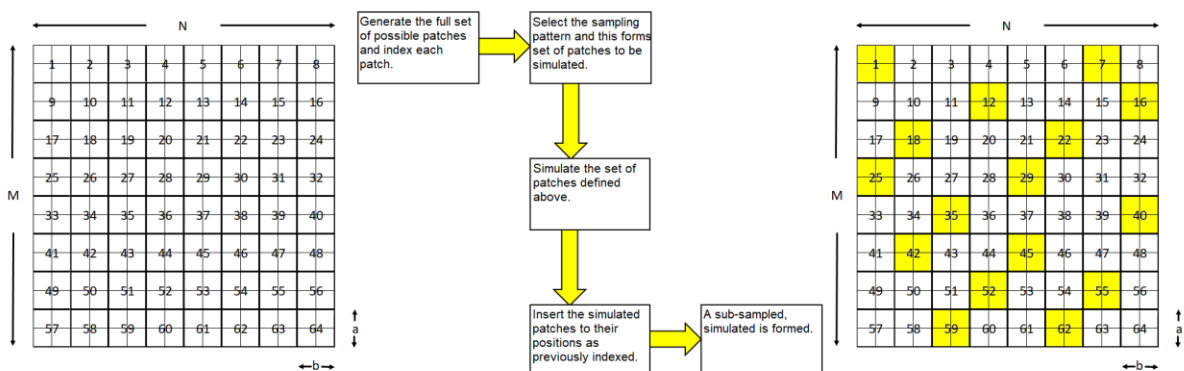 N
1 2 3 4 5 6 7 8
9 10 11 12 13 14 15 16
17 18 19 20 21 22 23 24
25 26 27 28 29 30 31 32
M
33 34 35 36 37 38 39 40
41 42 43 44 45 46 47 48
49 50 51 52 53 54 55 56
57 58 59 60 61 62 63 64
a
b
Generate the full set
of possible patches
and index each
patch.
Select the sampling
pattern and this forms
set of patches to be
simulated.
Simulate the set of
patches defined
above.
Insert the simulated
patches to their
positions as
previously indexed.
A sub-sampled,
simulated is formed.
N
1 2 3 4 5 6 7 8
9 10 11 12 13 14 15 16
17 18 19 20 21 22 23 24
25 26 27 28 29 30 31 32
M
33 34 35 36 37 38 39 40
41 42 43 44 45 46 47 48
49 50 51 52 53 54 55 56
57 58 59 60 61 62 63 64
a
b